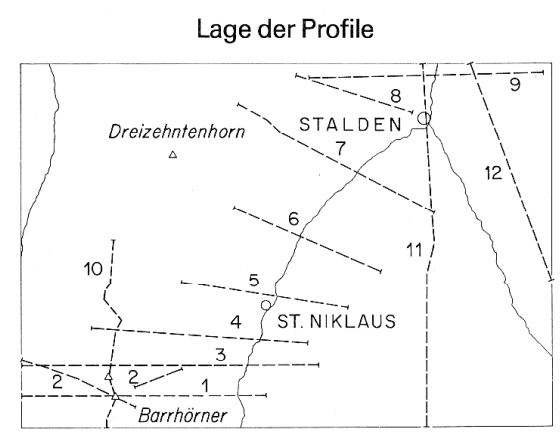 Lage der Profile
8
9
STALDEN
Dreizehntenhorn
7
12
6
11
10
5
ST. NIKLAUS
4
3
2
2
1
Barrhörner